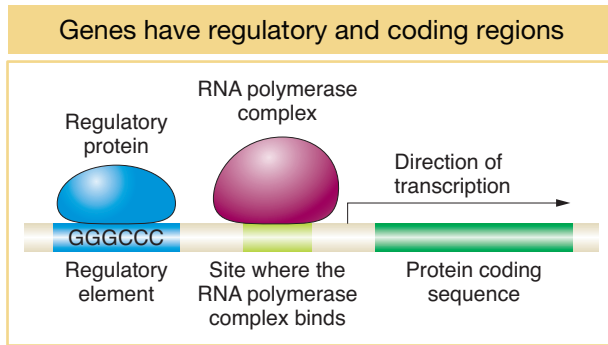 Genes have regulatory and coding regions
RNA polymerase
complex
Regulatory
protein
Direction of
transcription
GGGCCC
Regulatory
element
Site where the
RNA polymerase
complex binds
Protein coding
sequence